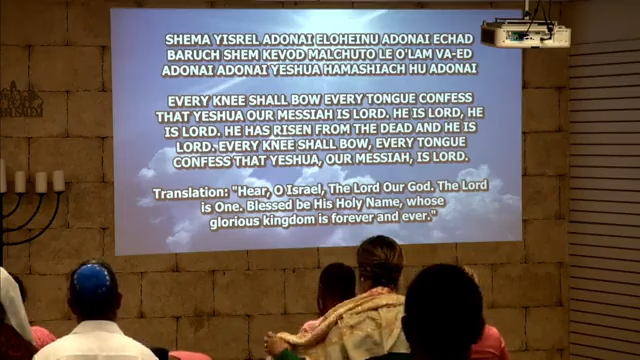 SHEMA YISREL ADONAI ELOHEINU ADONAI ECHAD
BARUCH SHEM KEVOD MALCHUTO LE O'LAM VA-ED
ADONAI ADONAI YESHUA HAMASHIACH HU ADONAI
EVERY KNEE SHALL BOW EVERY TONGUE CONFESS
THAT YESHUA OUR MESSIAH IS LORD. HE IS LORD, HE
IS LORD. HE HAS RISEN FROM THE DEAD AND HE IS
LORD. EVERY KNEE SHALL BOW, EVERY TONGUE
CONFESS THAT YESHUA, OUR MESSIAH, IS LORD.
Translation: "Hear, O Israel, The Lord Our God. The Lord
is One. Blessed be His Holy Name, whose
glorious kingdom is forever and ever."